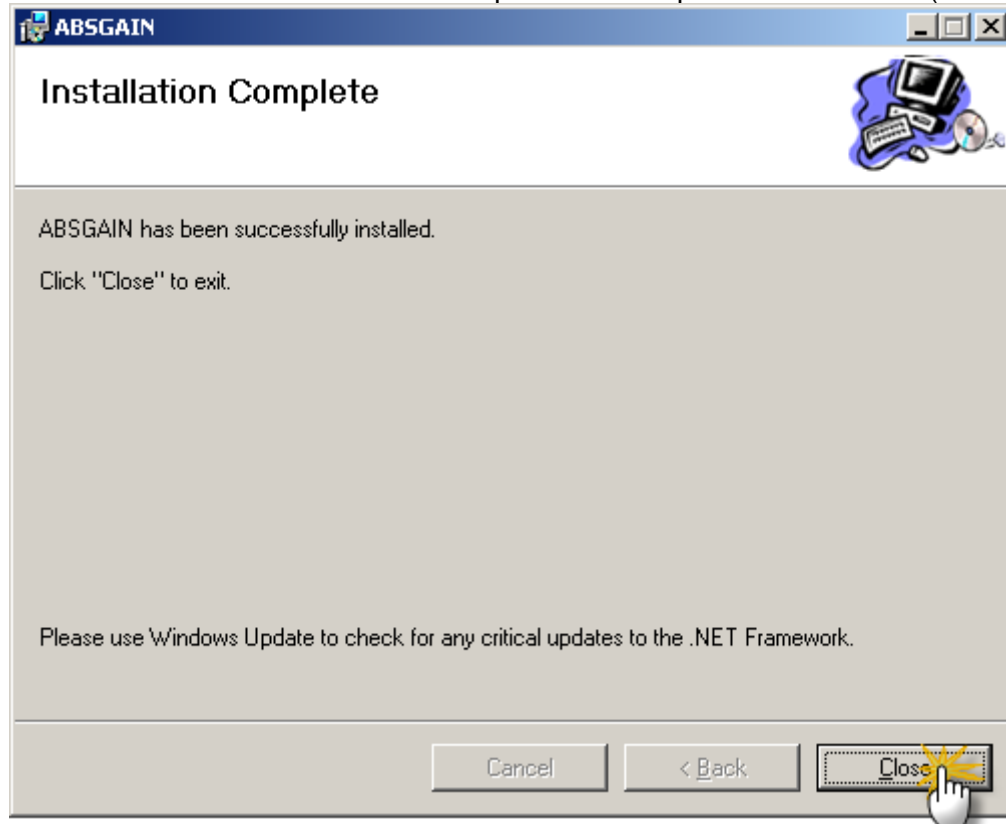 ABSGAIN
Installation Complete
ABSGAIN has been successfully installed.
Click "Close" to exit.
Please use Windows Update to check for any critical updates to the .NET Framework.
Cancel
< Back
Close